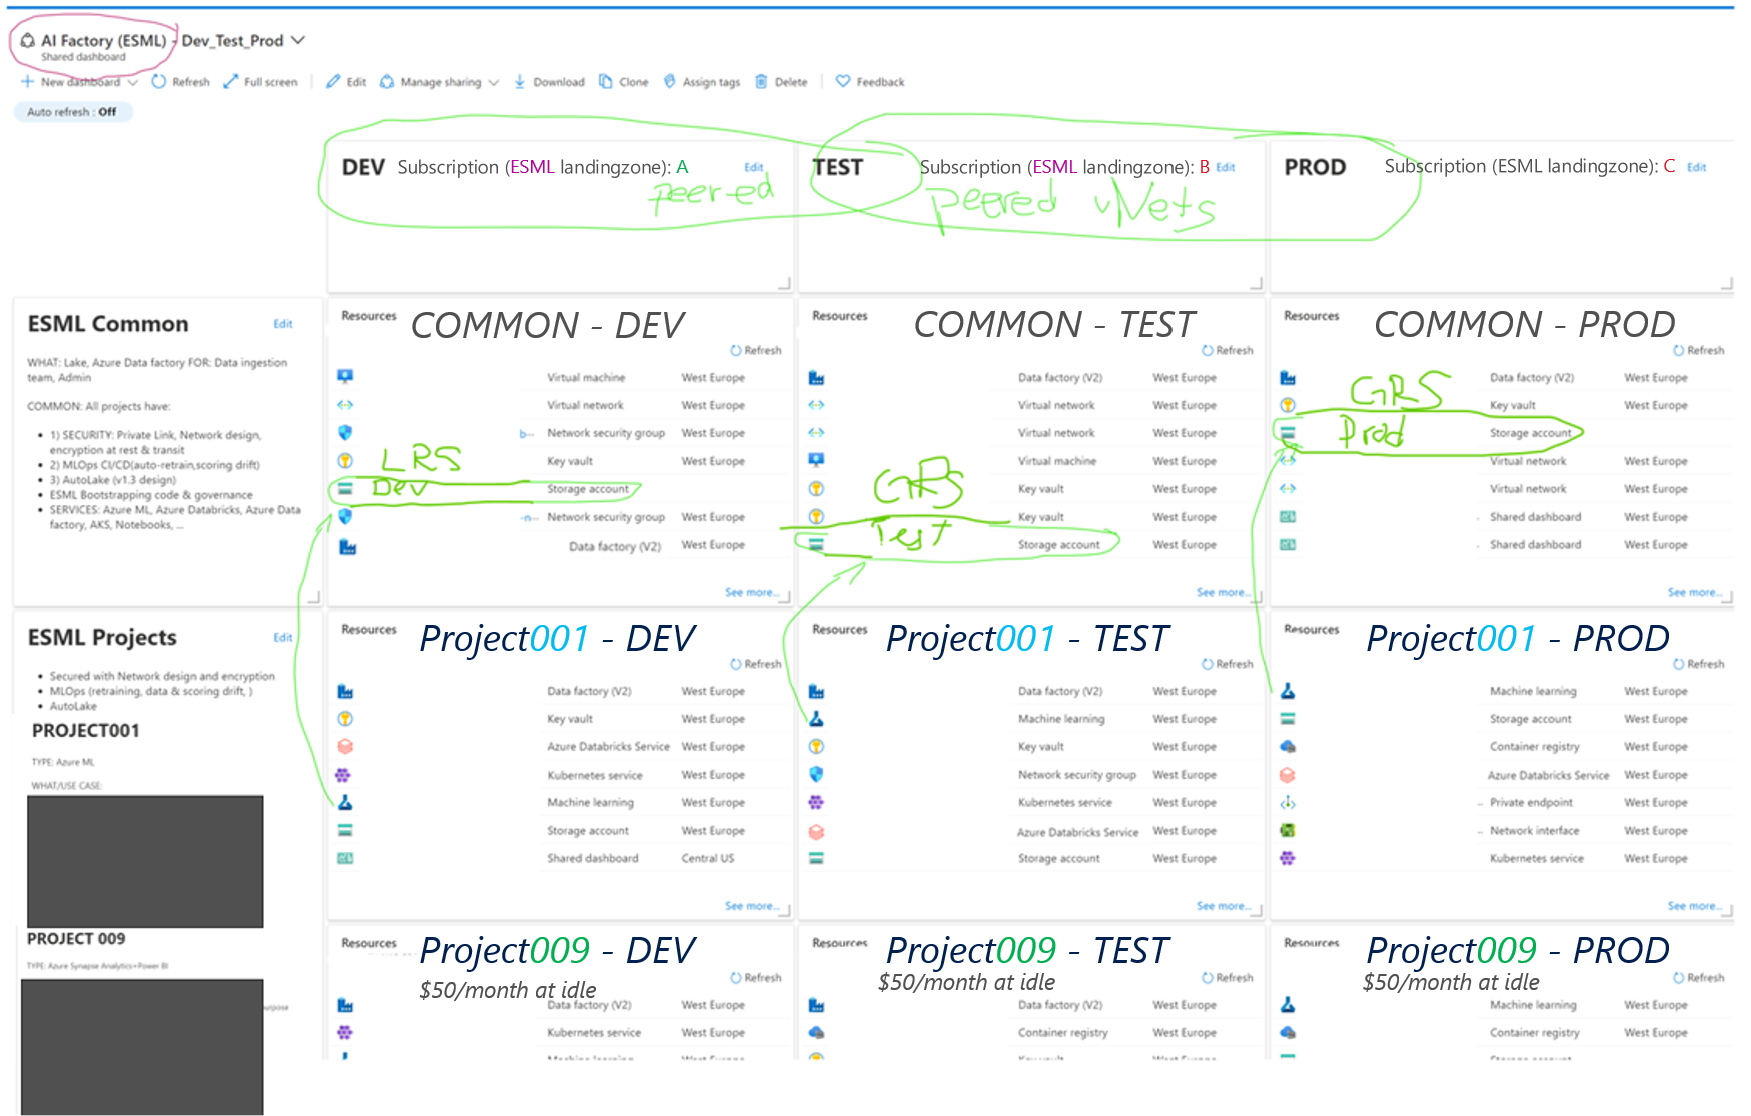 AI Factory (ESML) - Dev_Test_Prod
Shared dashboard
New dashboard Refresh Full screen Edit Manage sharing Download Clone Assign tags Delete Feedback
Auto refresh : Off
DEV Subscription (ESML landingzone): A Edit
peered
TEST Subscription (ESML landingzone): B Edit
peered vNets
PROD Subscription (ESML landingzone): C Edit
ESML Common Edit
WHAT: Lake, Azure Data factory FOR: Data ingestion
team, Admin
COMMON: All projects have:
• 1) SECURITY: Private Link, Network design,
encryption at rest & transit
• 2) MLOps CI/CD(auto-retrain,scoring drift)
• 3) AutoLake (v1.3 design)
• ESML Bootstrapping code & governance
• SERVICES: Azure ML, Azure Databricks, Azure Data
factory, AKS, Notebooks, ...
Resources COMMON - DEV
Refresh
Virtual machine West Europe
Virtual network West Europe
b... Network security group West Europe
Key vault West Europe
LRS
Dev
Storage account West Europe
-n... Network security group West Europe
Data factory (V2) West Europe
See more...
Resources COMMON - TEST
Refresh
Data factory (V2) West Europe
Virtual network West Europe
Virtual network West Europe
Virtual machine West Europe
Key vault West Europe
GRS
Key vault West Europe
Test
Storage account West Europe
See more...
Resources COMMON - PROD
Refresh
Data factory (V2) West Europe
GRS
Key vault West Europe
Prod
Storage account West Europe
Virtual network West Europe
Virtual network West Europe
Shared dashboard West Europe
Shared dashboard West Europe
See more...
ESML Projects Edit
• Secured with Network design and encryption
• MLOps (retraining, data & scoring drift, )
• AutoLake
PROJECT001
TYPE: Azure ML
WHAT/USE CASE:
Resources Project001 - DEV
Refresh
Data factory (V2) West Europe
Key vault West Europe
Azure Databricks Service West Europe
Kubernetes service West Europe
Machine learning West Europe
Storage account West Europe
Shared dashboard Central US
See more...
Resources Project001 - TEST
Refresh
Data factory (V2) West Europe
Machine learning West Europe
Key vault West Europe
Network security group West Europe
Kubernetes service West Europe
Azure Databricks Service West Europe
Storage account West Europe
See more...
Resources Project001 - PROD
Refresh
Machine learning West Europe
Storage account West Europe
Container registry West Europe
Azure Databricks Service West Europe
... Private endpoint West Europe
... Network interface West Europe
Kubernetes service West Europe
See more...
PROJECT 009
TYPE: Azure Synapse Analytics+Power BI
Resources Project009 - DEV
Refresh
$50/month at idle
Data factory (V2) West Europe
Kubernetes service West Europe
Machine learning West Europe
Resources Project009 - TEST
Refresh
$50/month at idle
Data factory (V2) West Europe
Container registry West Europe
Key vault West Europe
Resources Project009 - PROD
Refresh
$50/month at idle
Machine learning West Europe
Container registry West Europe
Storage account West Europe